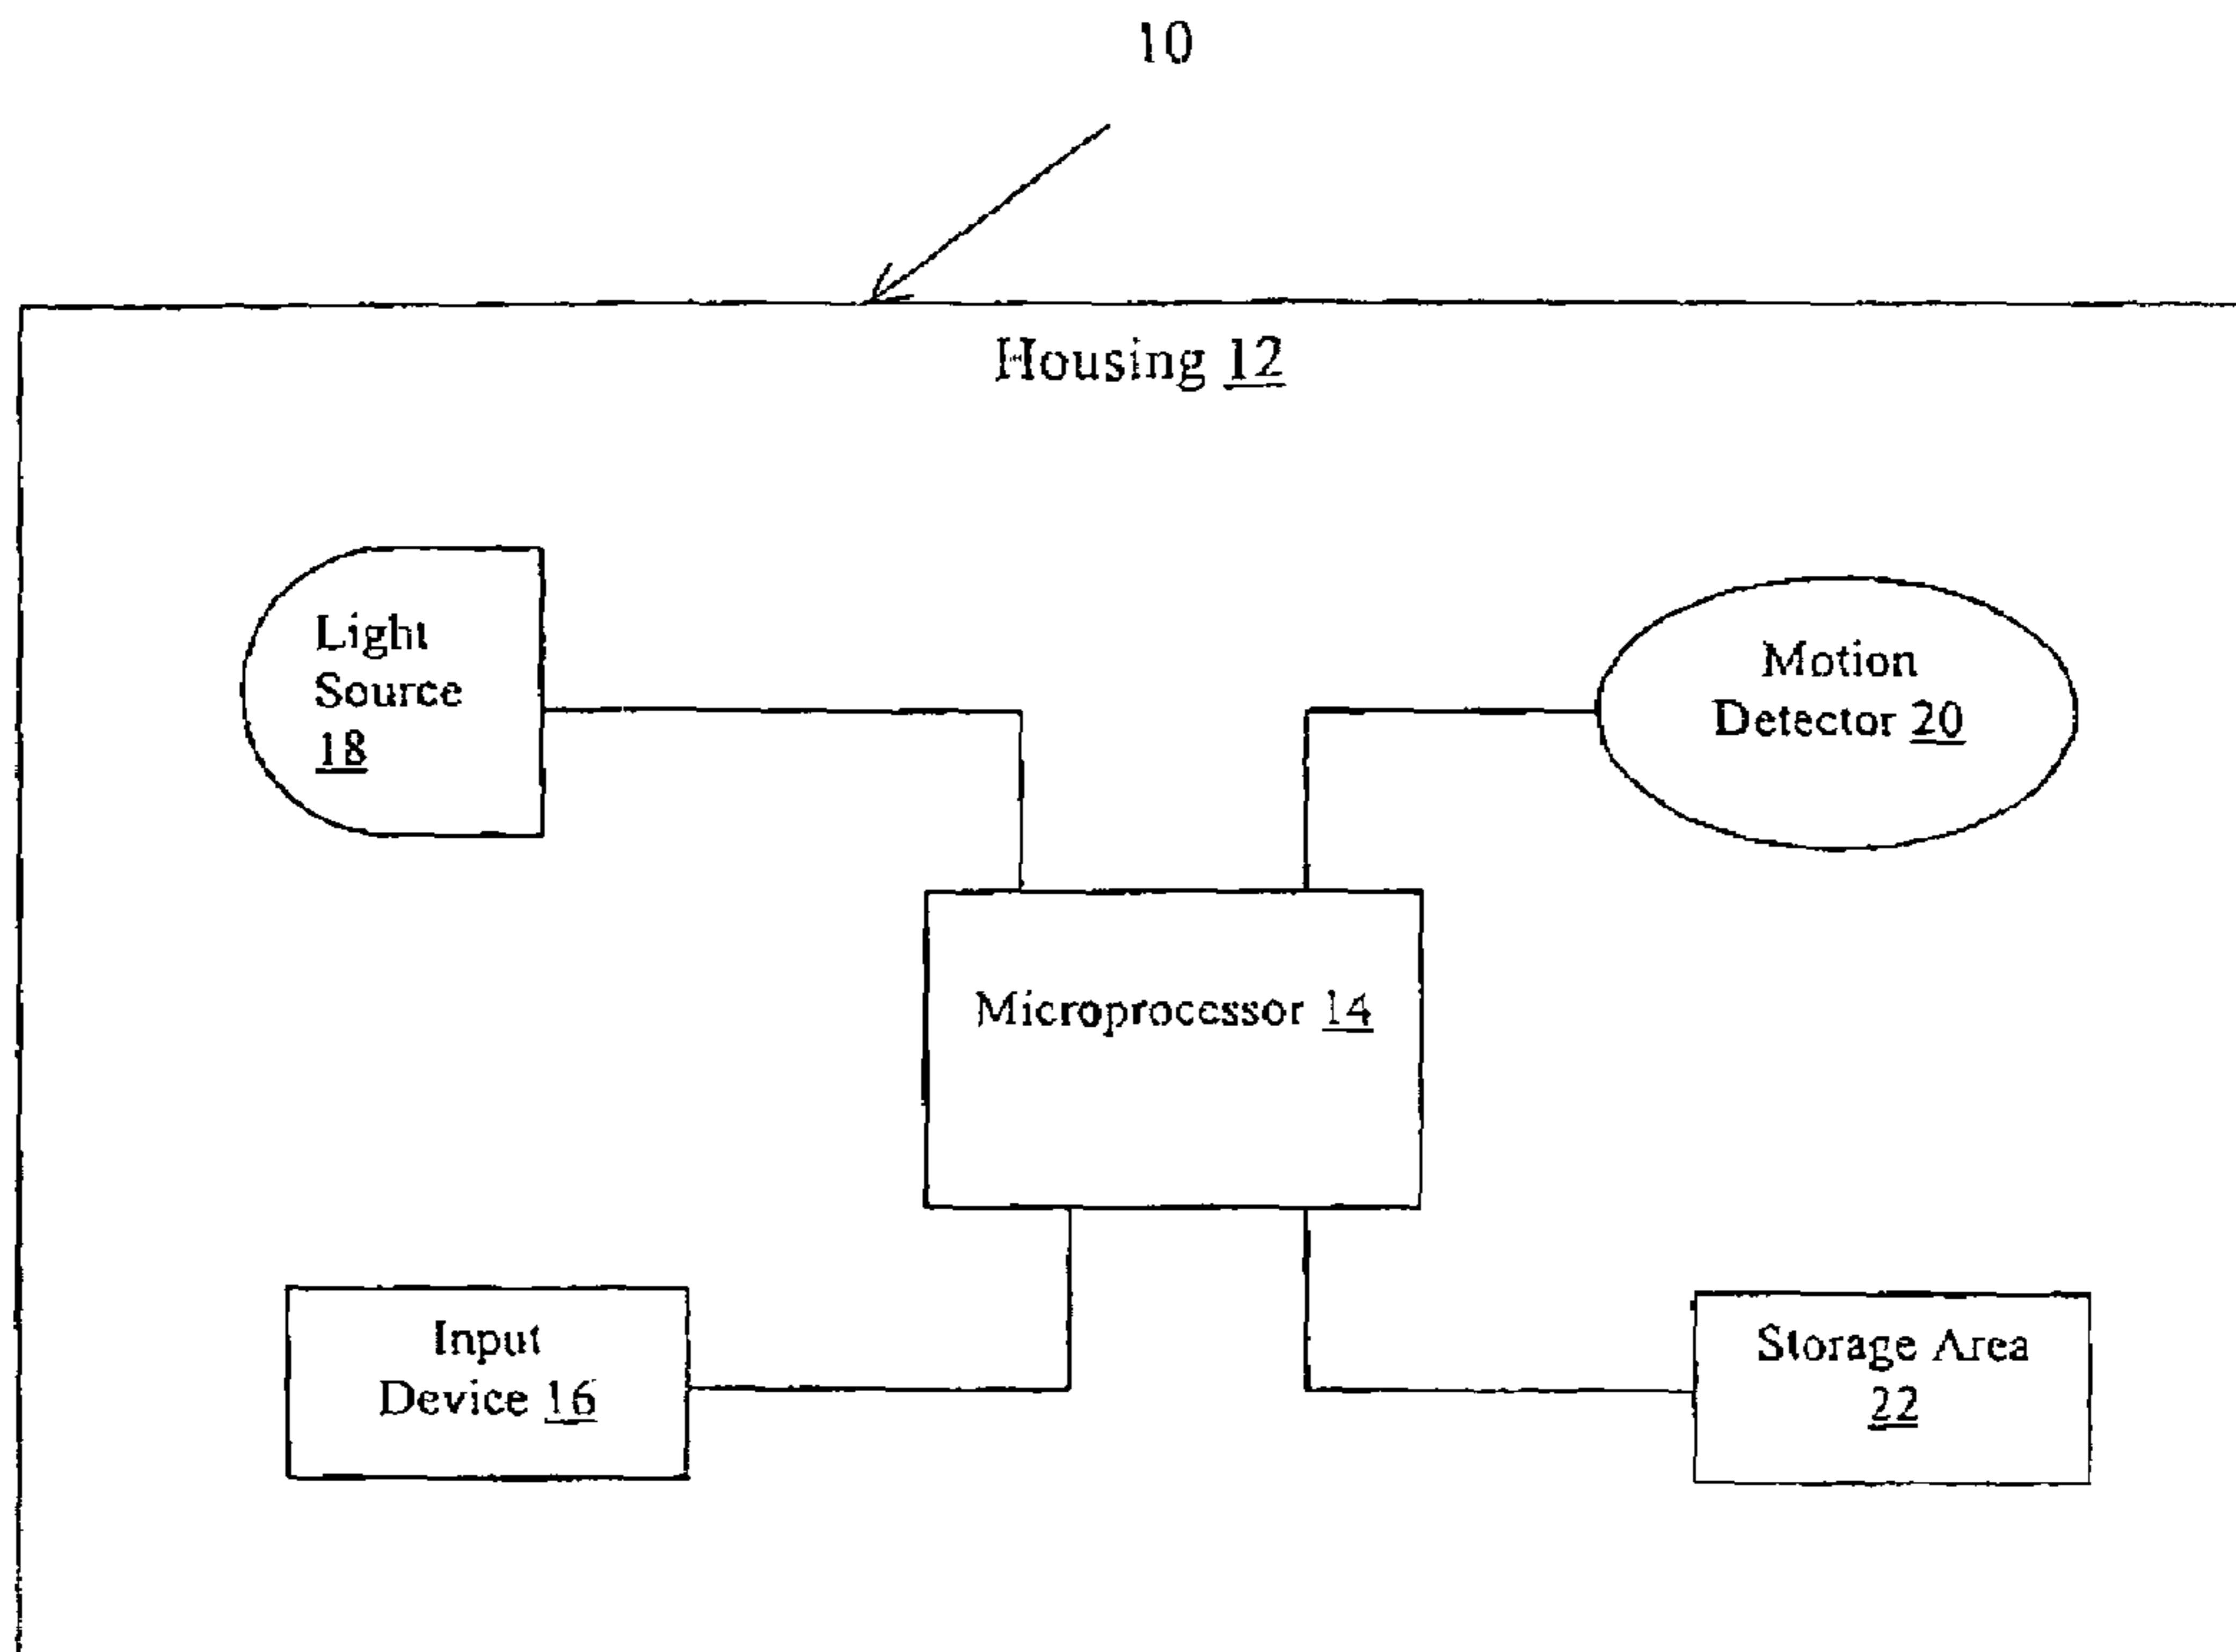 10
Housing 12
Light
Source
18
Motion
Detector 20
Microprocessor 14
Input
Device 16
Storage Area
22